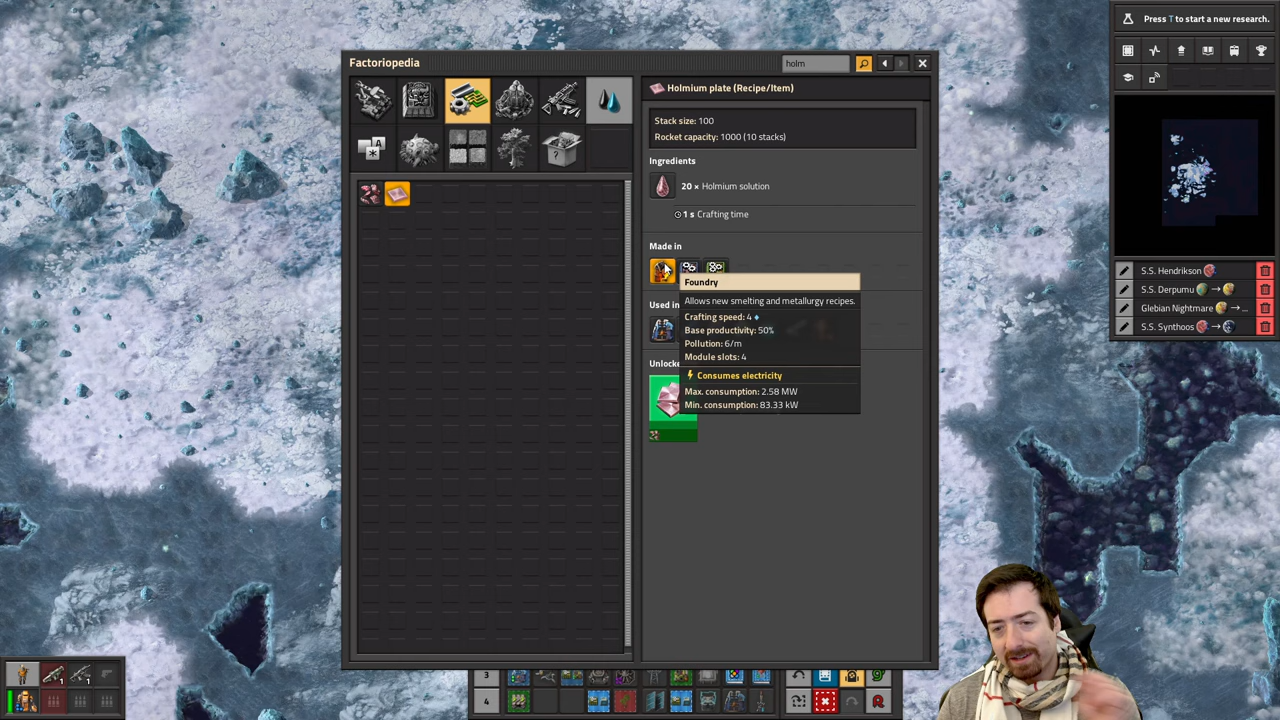 Factoriopedia
holm
Holmium plate (Recipe/Item)
Stack size: 100
Rocket capacity: 1000 (10 stacks)
Ingredients
20 × Holmium solution
1 s Crafting time
Made in
Foundry
Allows new smelting and metallurgy recipes.
Crafting speed: 4
Base productivity: 50%
Pollution: 6/m
Module slots: 4
Consumes electricity
Max. consumption: 2.58 MW
Min. consumption: 83.33 kW
Used in
Unlocke
Press T to start a new research.
S.S. Hendrikson
S.S. Derpumu →
Glebian Nightmare → ...
S.S. Synthoos →
1
1
3
4